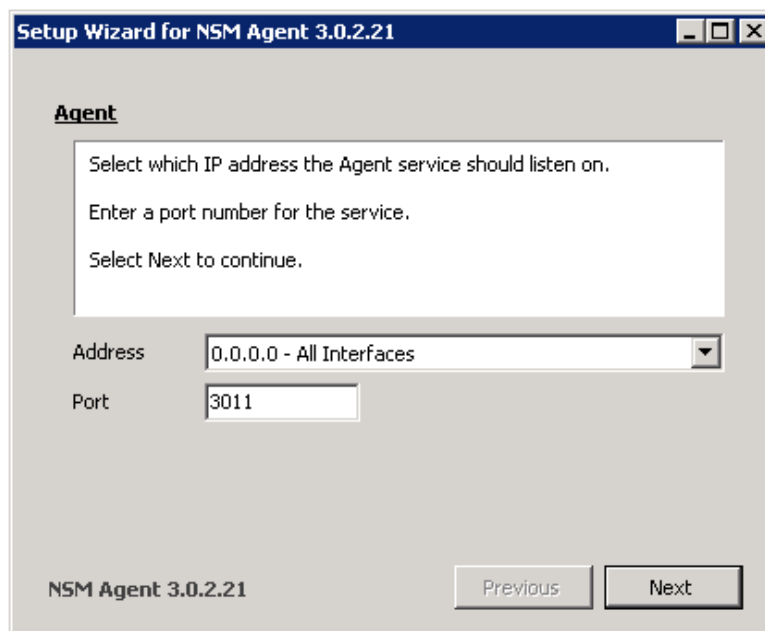 Setup Wizard for NSM Agent 3.0.2.21
Agent
Select which IP address the Agent service should listen on.
Enter a port number for the service.
Select Next to continue.
Address 0.0.0.0 - All Interfaces
Port 3011
NSM Agent 3.0.2.21 Previous Next